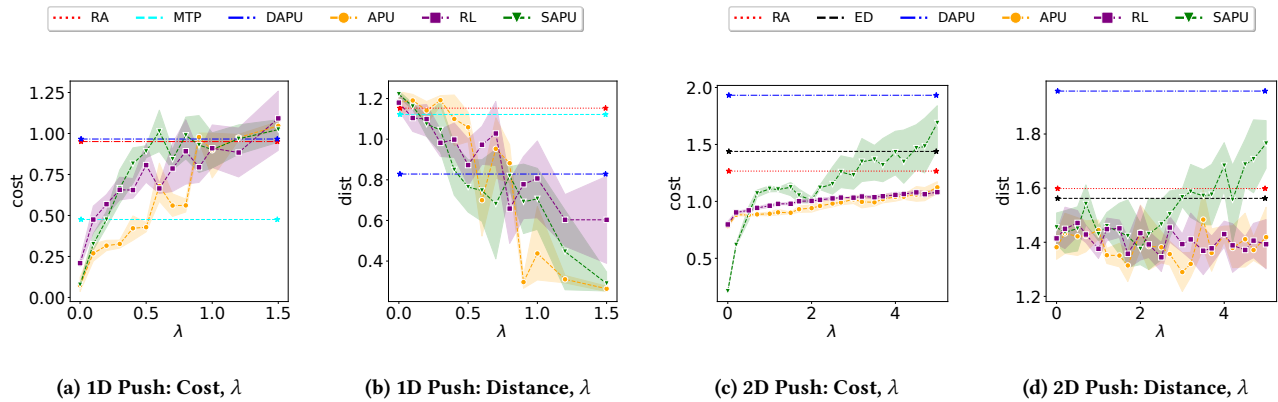 RA MTP DAPU APU RL SAPU
RA ED DAPU APU RL SAPU
cost
1.25
1.00
0.75
0.50
0.25
0.00
0.0 0.5 1.0 1.5
λ
dist
1.2
1.0
0.8
0.6
0.4
0.0 0.5 1.0 1.5
λ
cost
2.0
1.5
1.0
0.5
0 2 4
λ
dist
1.8
1.6
1.4
1.2
0 2 4
λ
(a) 1D Push: Cost, λ
(b) 1D Push: Distance, λ
(c) 2D Push: Cost, λ
(d) 2D Push: Distance, λ